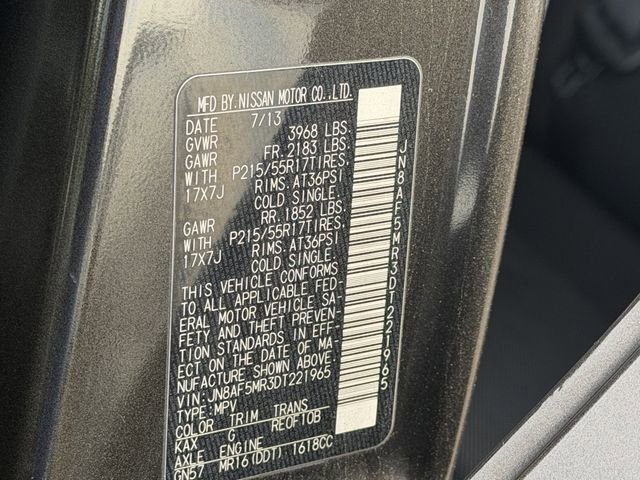 MFD BY.NISSAN MOTOR CO.,LTD.
DATE 7/13
GVWR 3968 LBS.
GAWR FR. 2183 LBS.
WITH P215/55R17TIRES.
17X7J RIMS.AT36PSI
COLD SINGLE.
GAWR RR. 1852 LBS.
WITH P215/55R17TIRES.
17X7J RIMS.AT36PSI
COLD SINGLE.
THIS VEHICLE CONFORMS
TO ALL APPLICABLE FED-
ERAL MOTOR VEHICLE SA-
FETY AND THEFT PREVEN-
TION STANDARDS IN EFF-
ECT ON THE DATE OF MA-
NUFACTURE SHOWN ABOVE.
VIN:JN8AF5MR3DT221965
TYPE:MPV
COLOR TRIM TRANS
KAX G RE0F10B
AXLE ENGINE
GN57 MR16(DDT) 1618CC
JN8AF5MR3DT221965